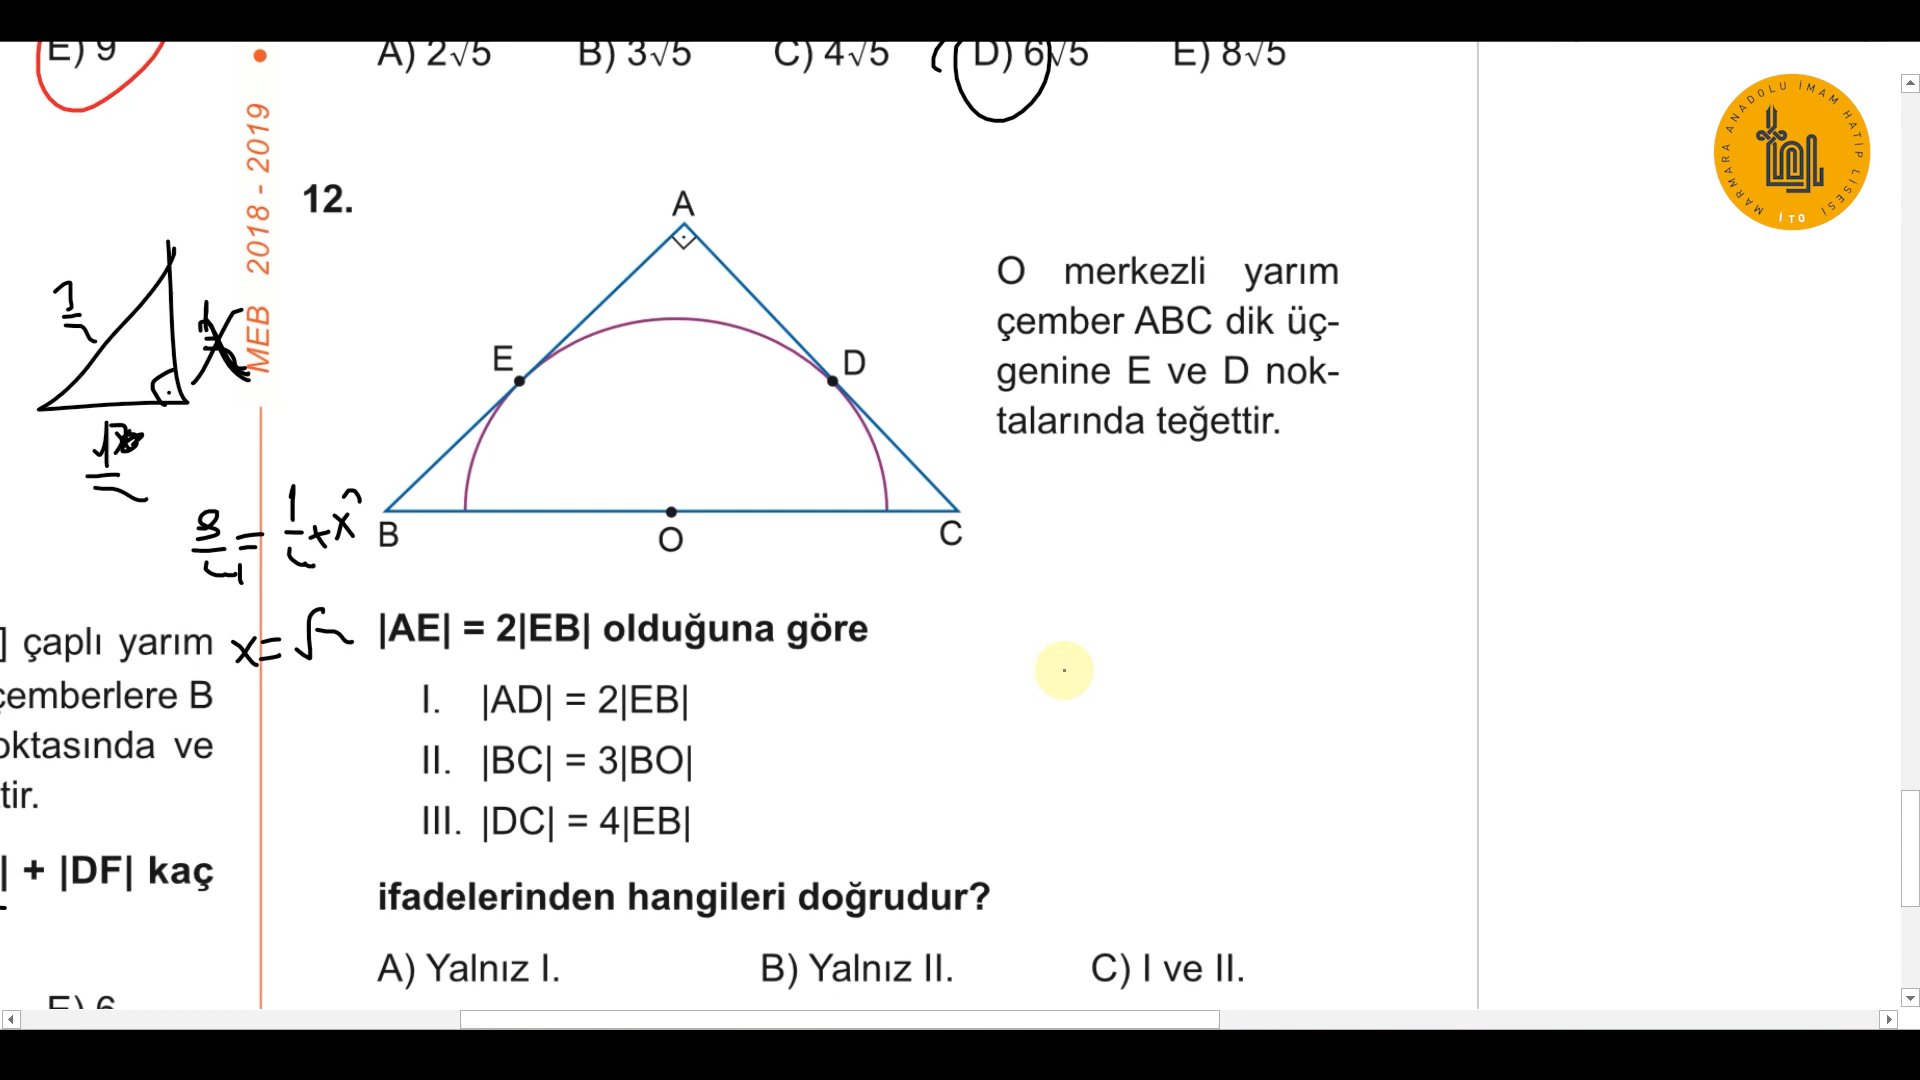 E) 9
A) 2√5 B) 3√5 C) 4√5 D) 6√5 E) 8√5
MEB 2018 - 2019
MARMARA ANADOLU İMAM HATİP LİSESİ
İTO
12.
A
E
D
B
O
C
O merkezli yarım
çember ABC dik üç-
genine E ve D nok-
talarında teğettir.
1
x
|AE| = 2|EB| olduğuna göre
I. |AD| = 2|EB|
II. |BC| = 3|BO|
III. |DC| = 4|EB|
ifadelerinden hangileri doğrudur?
A) Yalnız I. B) Yalnız II. C) I ve II.
] çaplı yarım
çemberlere B
oktasında ve
tir.
| + |DF| kaç
E) 6